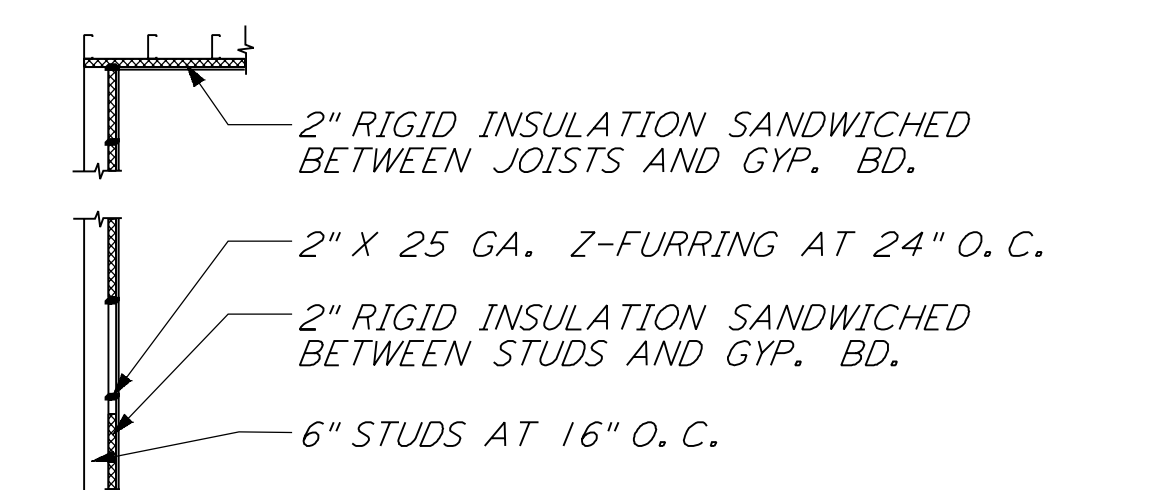 2" RIGID INSULATION SANDWICHED
BETWEEN JOISTS AND GYP. BD.
2" X 25 GA. Z-FURRING AT 24" O.C.
2" RIGID INSULATION SANDWICHED
BETWEEN STUDS AND GYP. BD.
6" STUDS AT 16" O.C.